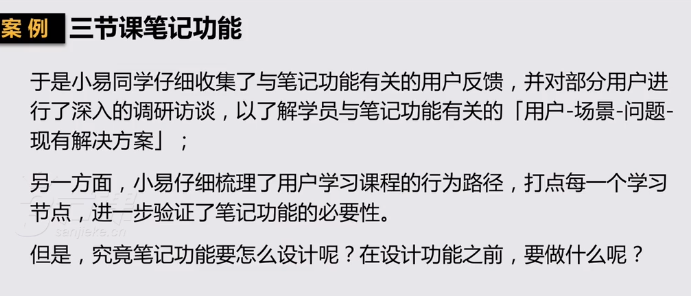 案例 三节课笔记功能
于是小易同学仔细收集了与笔记功能有关的用户反馈，并对部分用户进
行了深入的调研访谈，以了解学员与笔记功能有关的「用户-场景-问题-
现有解决方案」；
另一方面，小易仔细梳理了用户学习课程的行为路径，打点每一个学习
节点，进一步验证了笔记功能的必要性。
sanjieke.cn
但是，究竟笔记功能要怎么设计呢？在设计功能之前，要做什么呢？